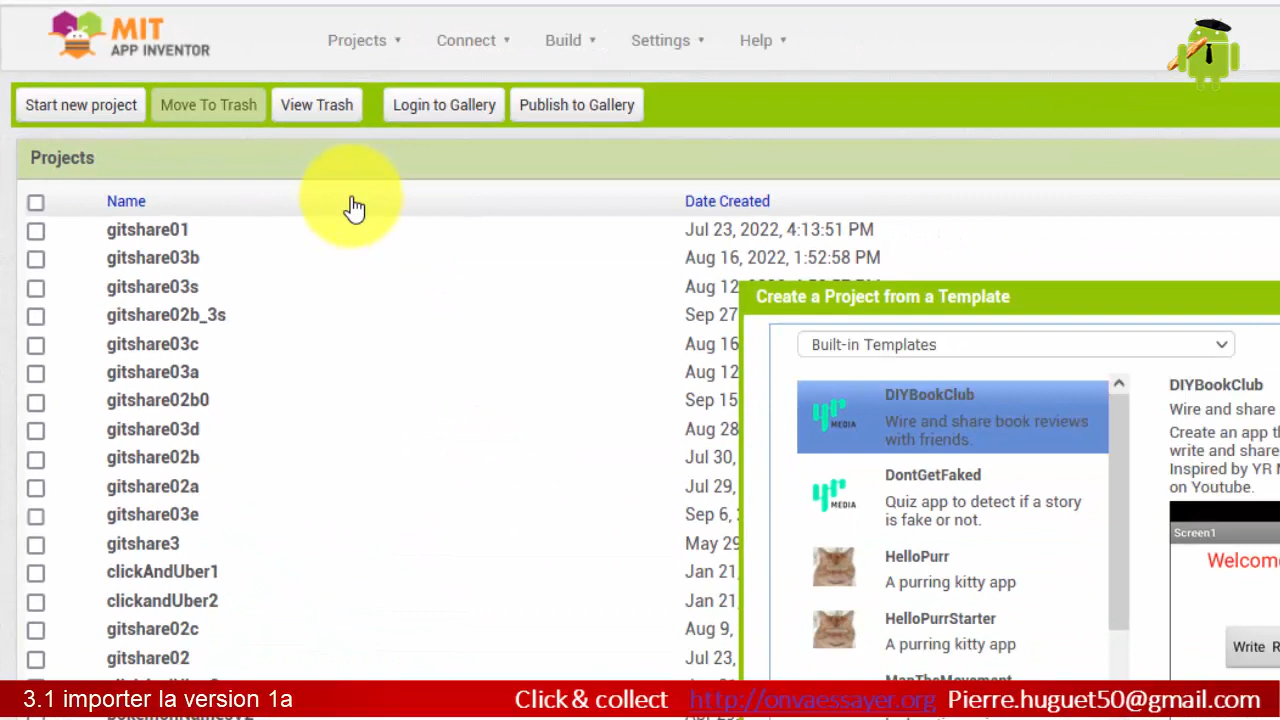 MIT
APP INVENTOR
Projects
Connect
Build
Settings
Help
Start new project
Move To Trash
View Trash
Login to Gallery
Publish to Gallery
Projects
Name
Date Created
gitshare01
Jul 23, 2022, 4:13:51 PM
gitshare03b
Aug 16, 2022, 1:52:58 PM
gitshare03s
Aug 12
gitshare02b_3s
Sep 27
gitshare03c
Aug 16
gitshare03a
Aug 12
gitshare02b0
Sep 15
gitshare03d
Aug 28
gitshare02b
Jul 30,
gitshare02a
Jul 29,
gitshare03e
Sep 6,
gitshare3
May 29
clickAndUber1
Jan 21,
clickandUber2
Jan 21,
gitshare02c
Aug 9,
gitshare02
Jul 23,
Create a Project from a Template
Built-in Templates
MEDIA
DIYBookClub
Wire and share book reviews
with friends.
MEDIA
DontGetFaked
Quiz app to detect if a story
is fake or not.
HelloPurr
A purring kitty app
HelloPurrStarter
A purring kitty app
DIYBookClub
Wire and share
Create an app th
write and share
Inspired by YR M
on Youtube.
Screen1
Welcome
Write R
3.1 importer la version 1a
Click & collect http://onvaessayer.org Pierre.huguet50@gmail.com